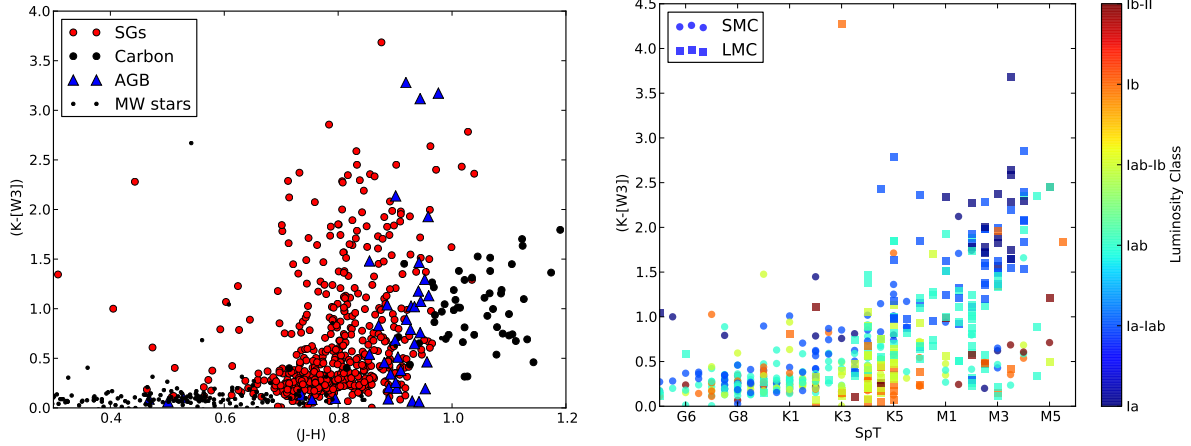 4.0
3.5
3.0
2.5
2.0
1.5
1.0
0.5
0.0
(K-[W3])
SGs
Carbon
AGB
MW stars
0.4
0.6
0.8
1.0
1.2
(J-H)
4.5
4.0
3.5
3.0
2.5
2.0
1.5
1.0
0.5
0.0
(K-[W3])
SMC
LMC
G6
G8
K1
K3
K5
M1
M3
M5
SpT
Ib-II
Ib
Iab-Ib
Iab
Ia-Iab
Ia
Luminosity Class